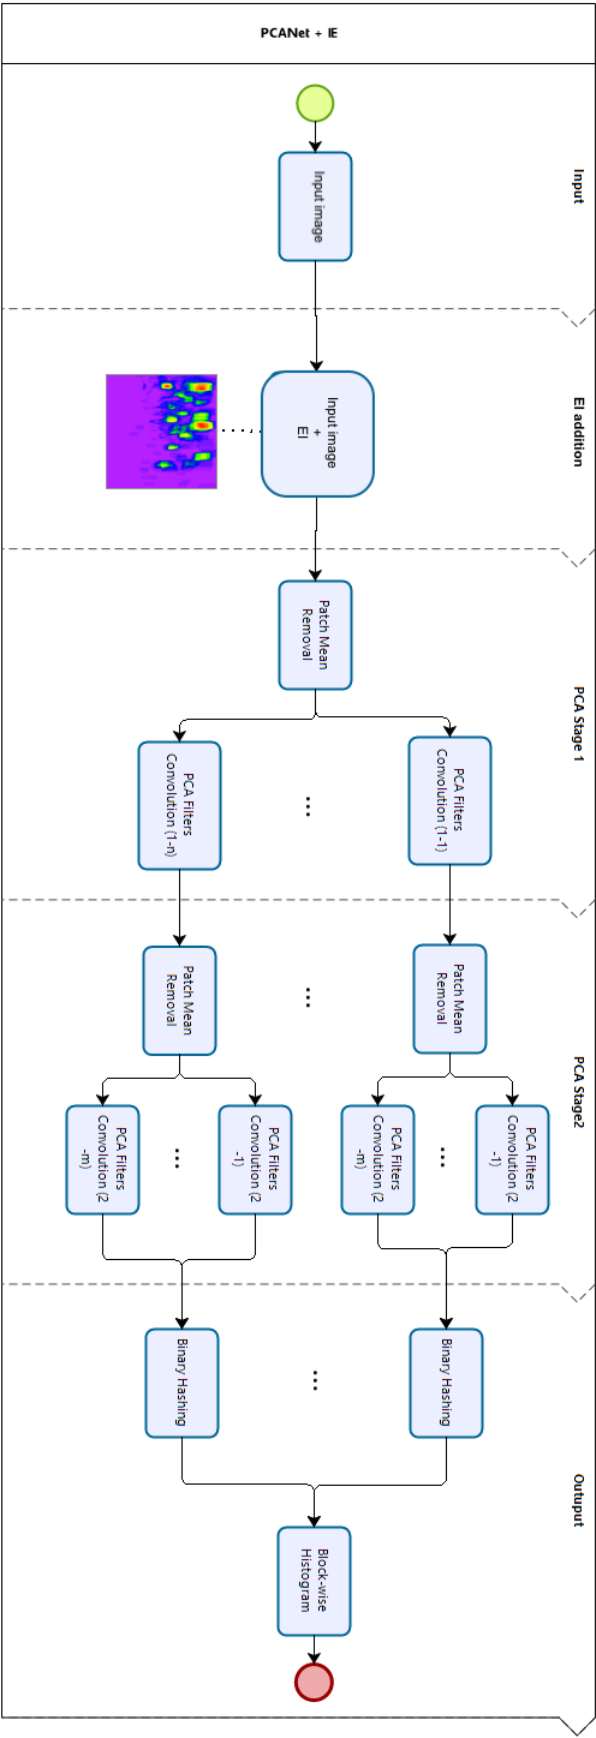 PCANet + IE
Input
Input image
EI addition
Input image
+
EI
PCA Stage 1
Patch Mean
Removal
PCA Filters
Convolution (1-1)
...
PCA Filters
Convolution (1-n)
PCA Stage2
Patch Mean
Removal
...
Patch Mean
Removal
PCA Filters
Convolution (2
-1)
...
PCA Filters
Convolution (2
-m)
PCA Filters
Convolution (2
-1)
...
PCA Filters
Convolution (2
-m)
Outuput
Binary Hashing
...
Binary Hashing
Block-wise
Histogram